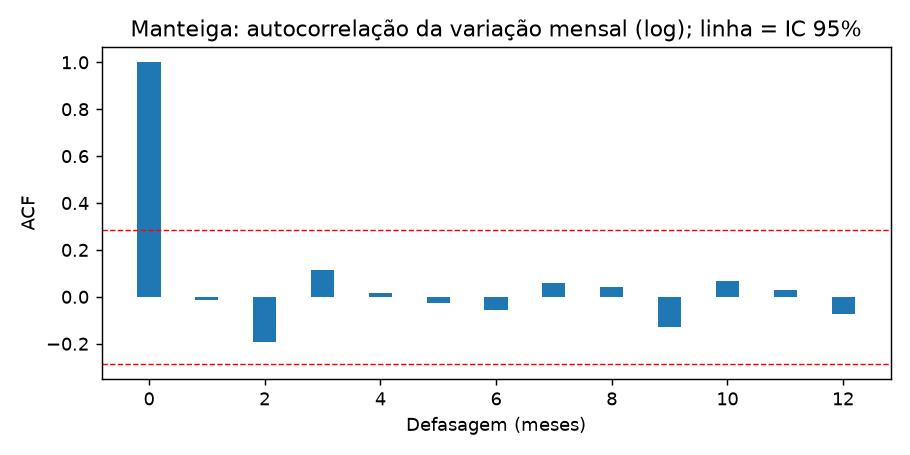 Manteiga: autocorrelação da variação mensal (log); linha = IC 95%
1.0
0.8
0.6
0.4
0.2
0.0
−0.2
ACF
0 2 4 6 8 10 12
Defasagem (meses)